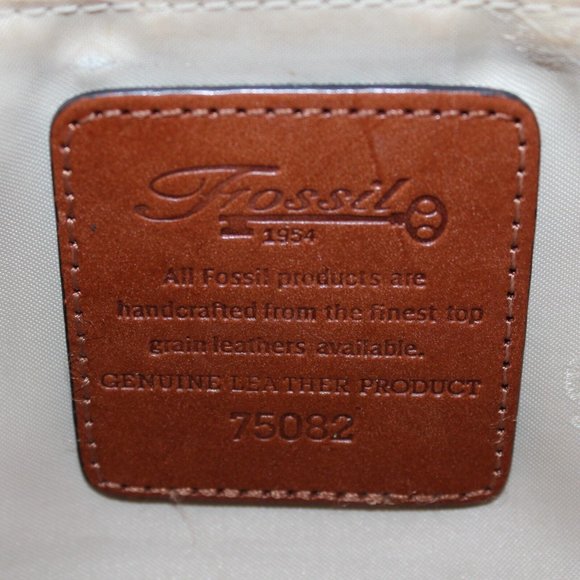 Fossil
1954
All Fossil products are
handcrafted from the finest top
grain leathers available.
GENUINE LEATHER PRODUCT
75082